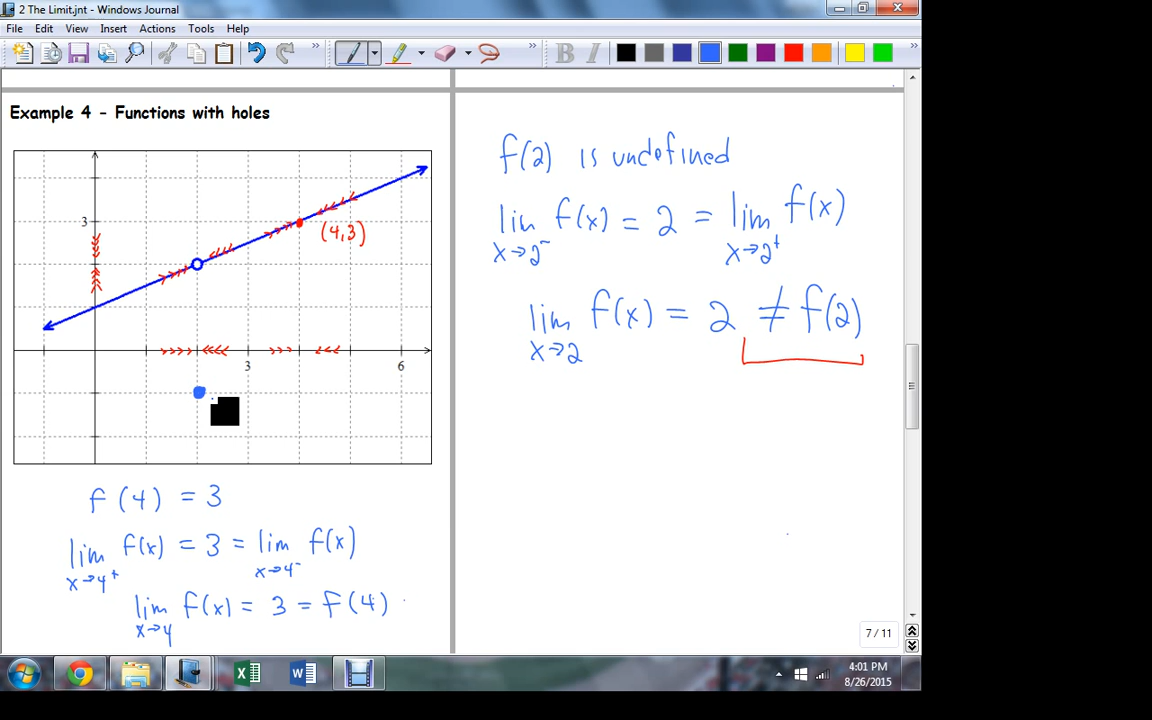 2 The Limit.jnt - Windows Journal
File Edit View Insert Actions Tools Help
B I
Example 4 - Functions with holes
3
(4,3)
3 6
f(4) = 3
lim f(x) = 3 = lim f(x)
x→4⁺ x→4⁻
lim f(x) = 3 = f(4)
x→4
f(2) is undefined
lim f(x) = 2 = lim f(x)
x→2⁻ x→2⁺
lim f(x) = 2 ≠ f(2)
x→2
7 / 11
4:01 PM
8/26/2015